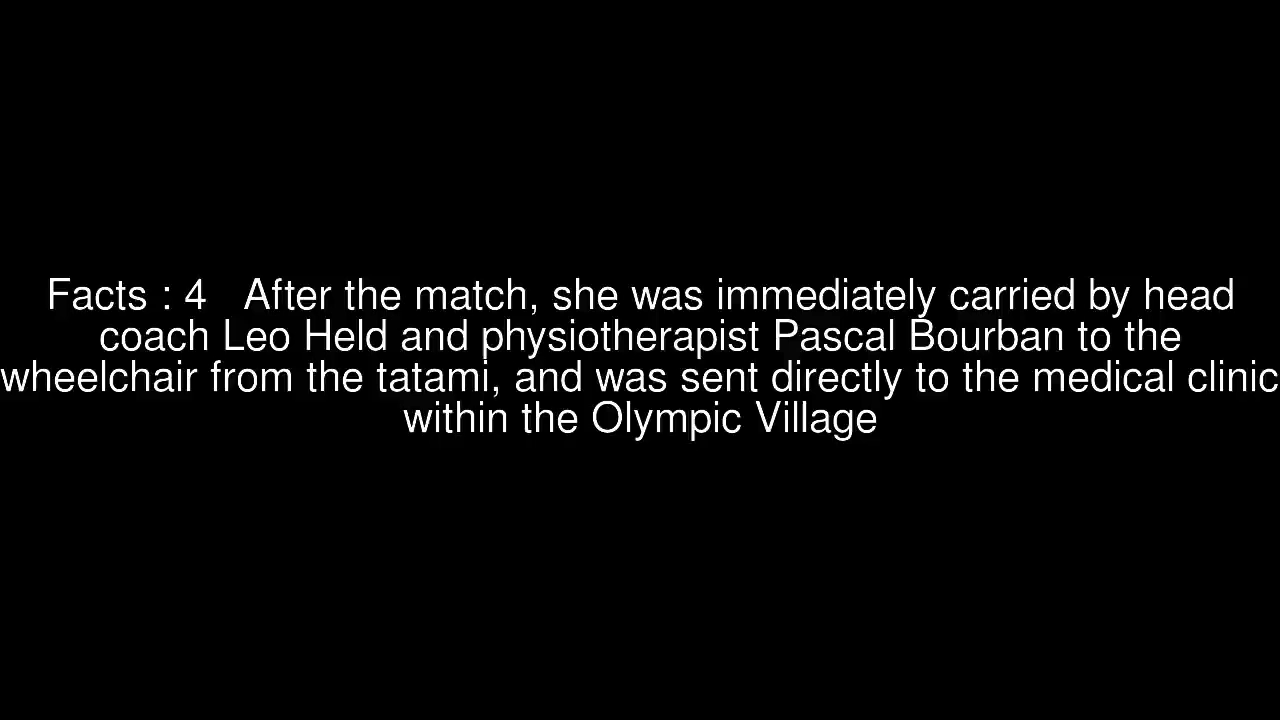 Facts : 4   After the match, she was immediately carried by head
coach Leo Held and physiotherapist Pascal Bourban to the
wheelchair from the tatami, and was sent directly to the medical clinic
within the Olympic Village